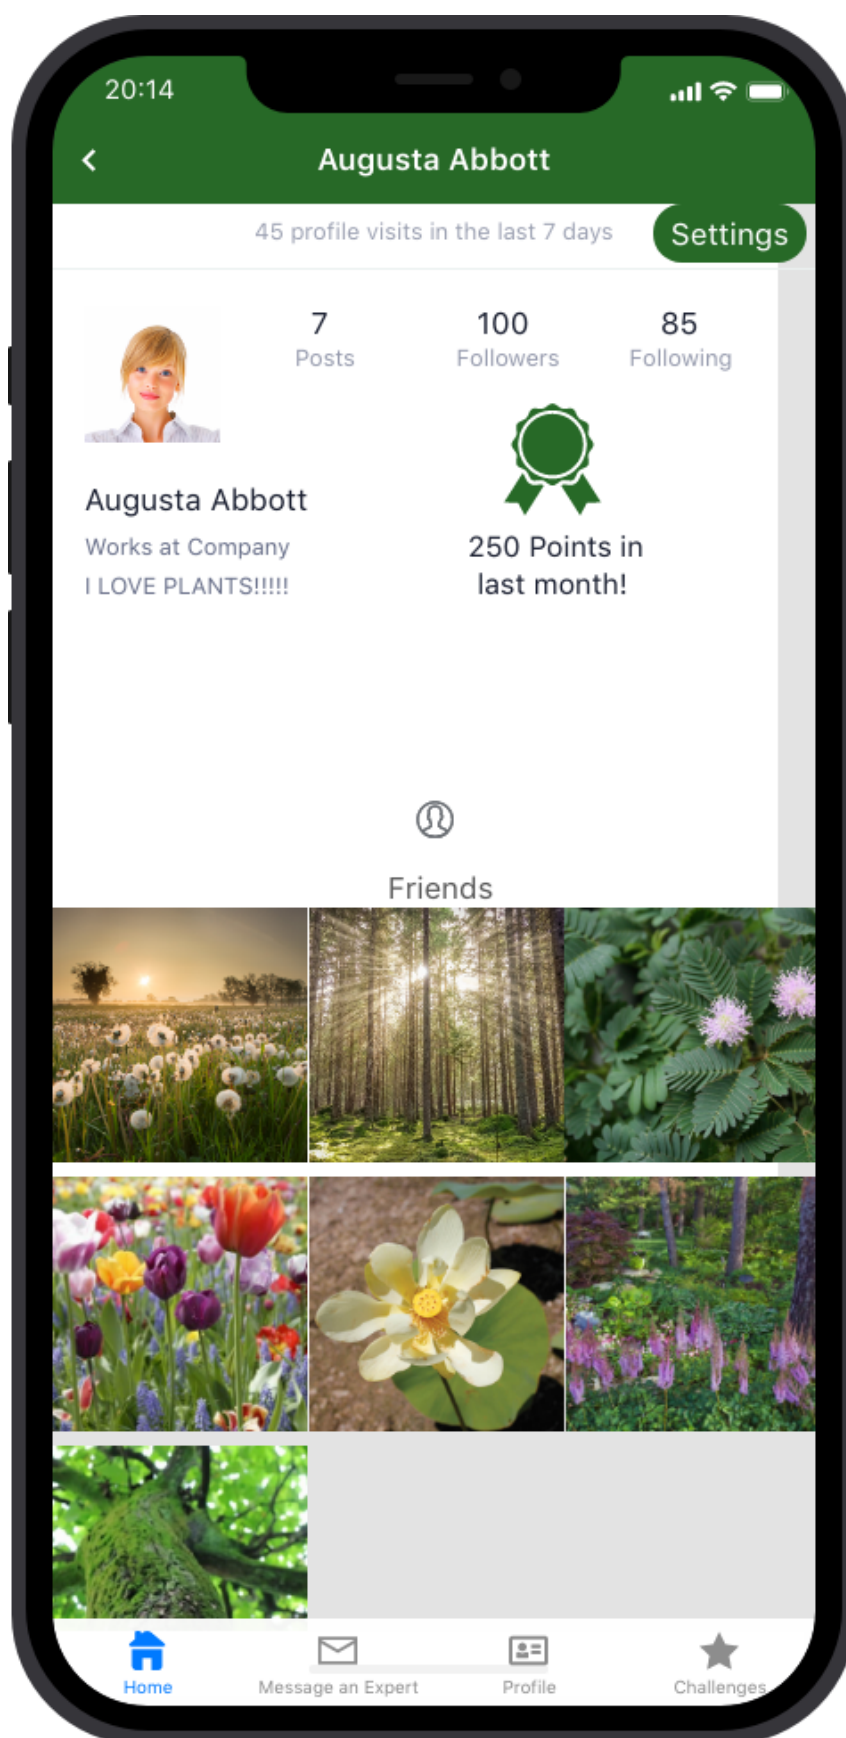 20:14
Augusta Abbott
45 profile visits in the last 7 days
Settings
7
Posts
100
Followers
85
Following
Augusta Abbott
Works at Company
I LOVE PLANTS!!!!!
250 Points in
last month!
Friends
Home
Message an Expert
Profile
Challenges